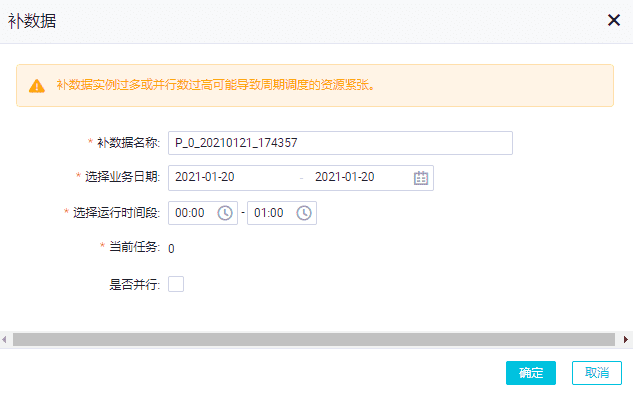 补数据
补数据实例过多或并行数过高可能导致周期调度的资源紧张。
* 补数据名称: P_0_20210121_174357
* 选择业务日期: 2021-01-20 - 2021-01-20
* 选择运行时间段: 00:00 - 01:00
* 当前任务: 0
是否并行:
确定 取消